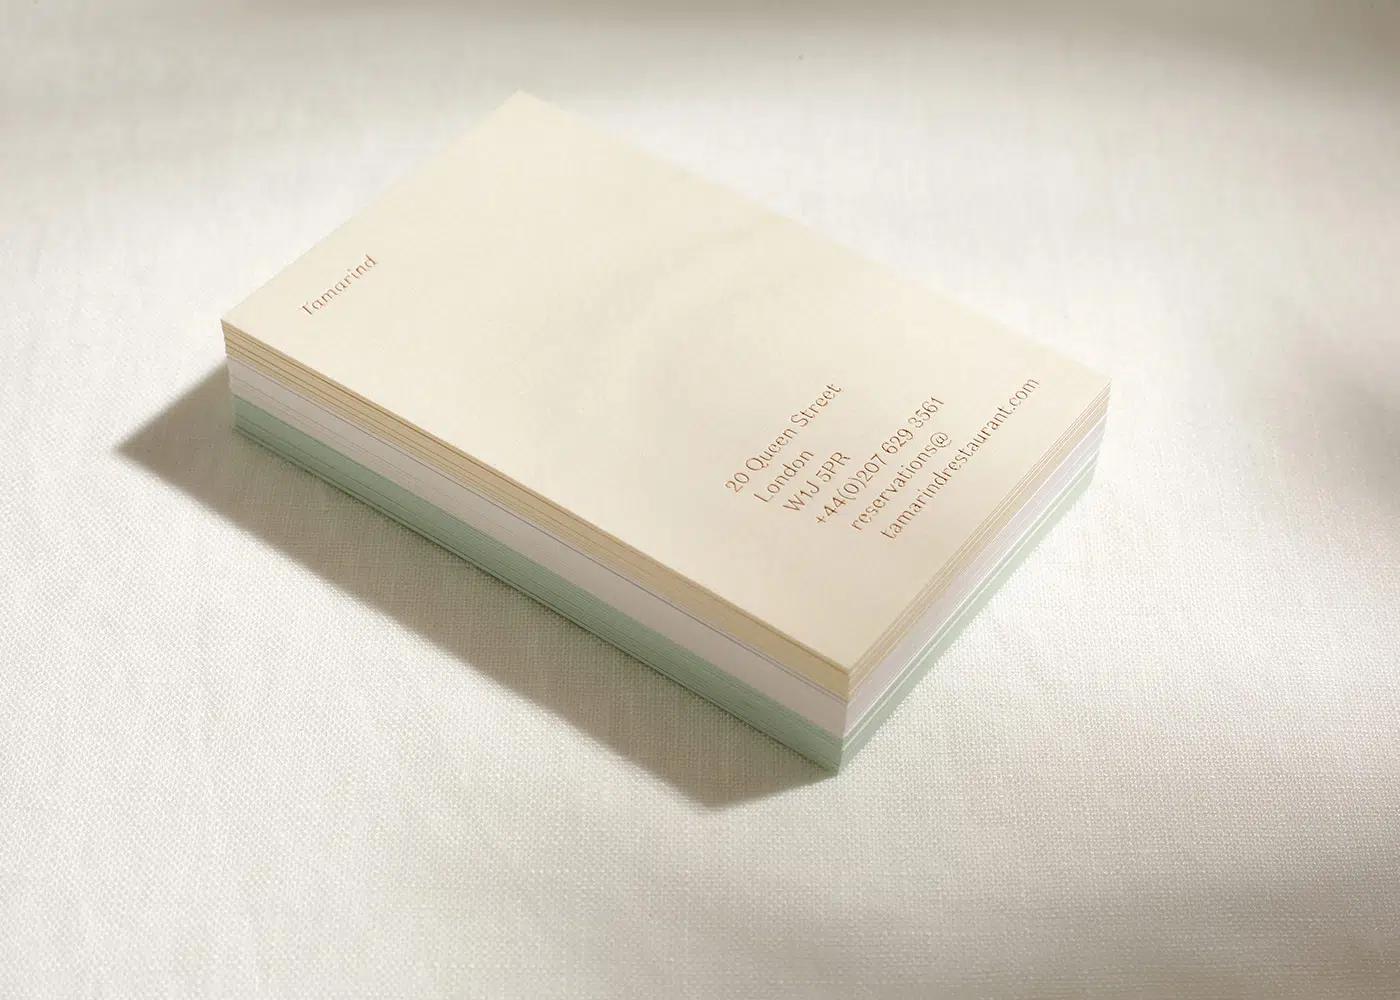 Tamarind
20 Queen Street
London
W1J 5PR
+44(0)207 629 3561
reservations@
tamarindrestaurant.com